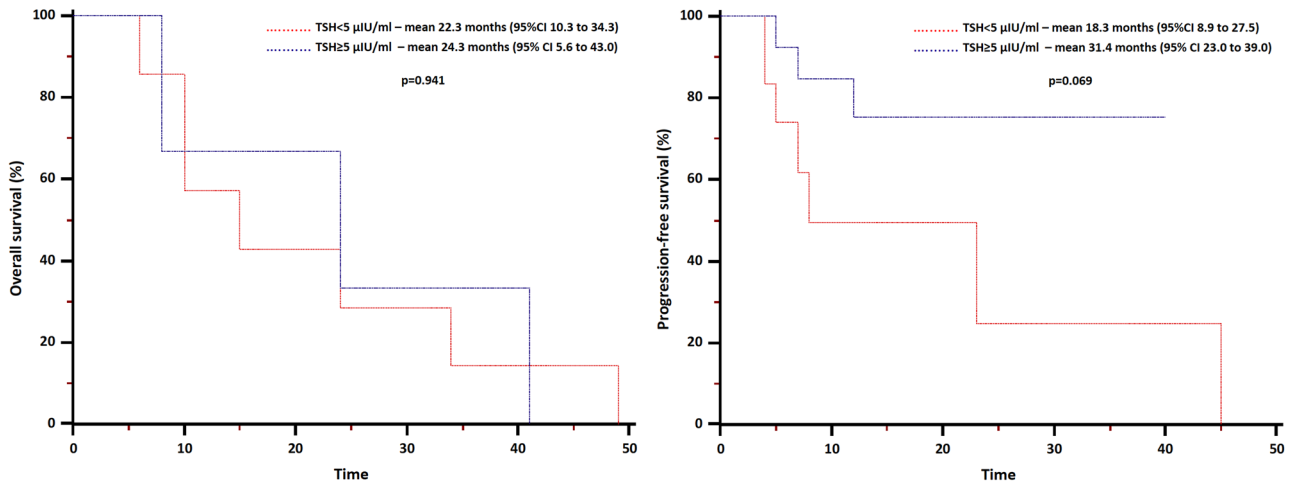 TSH<5 µIU/ml – mean 22.3 months (95%CI 10.3 to 34.3)
TSH≥5 µIU/ml – mean 24.3 months (95% CI 5.6 to 43.0)
p=0.941
Overall survival (%)
100
80
60
40
20
0
0
10
20
30
40
50
Time
TSH<5 µIU/ml – mean 18.3 months (95%CI 8.9 to 27.5)
TSH≥5 µIU/ml – mean 31.4 months (95% CI 23.0 to 39.0)
p=0.069
Progression-free survival (%)
100
80
60
40
20
0
0
10
20
30
40
50
Time